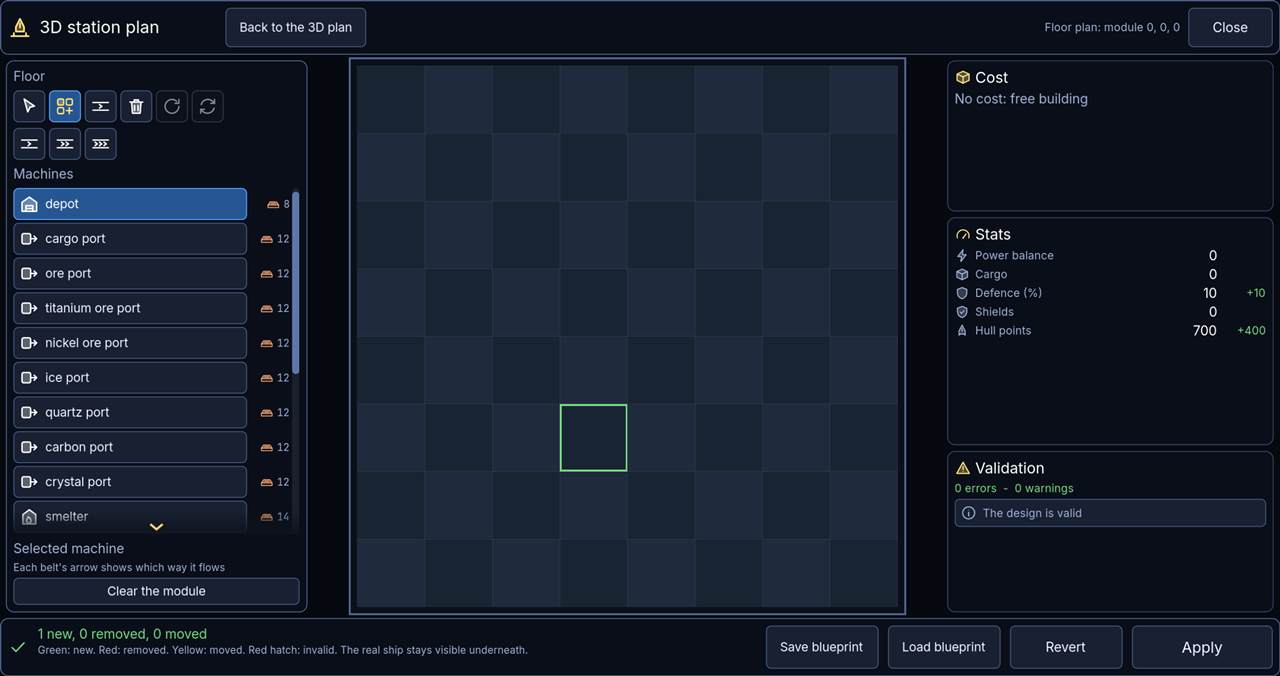 3D station plan
Back to the 3D plan
Floor plan: module 0, 0, 0
Close
Floor
Machines
depot 8
cargo port 12
ore port 12
titanium ore port 12
nickel ore port 12
ice port 12
quartz port 12
carbon port 12
crystal port 12
smelter 14
Selected machine
Each belt's arrow shows which way it flows
Clear the module
Cost
No cost: free building
Stats
Power balance 0
Cargo 0
Defence (%) 10 +10
Shields 0
Hull points 700 +400
Validation
0 errors - 0 warnings
The design is valid
1 new, 0 removed, 0 moved
Green: new. Red: removed. Yellow: moved. Red hatch: invalid. The real ship stays visible underneath.
Save blueprint
Load blueprint
Revert
Apply